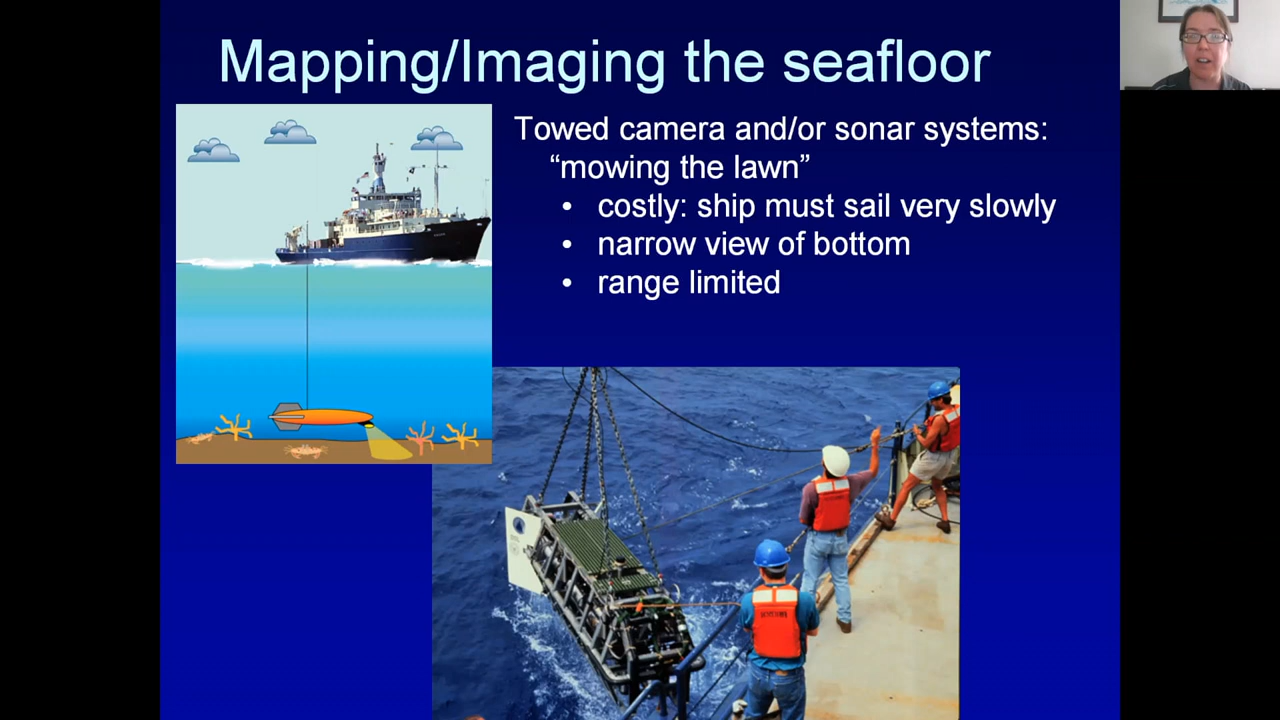 Mapping/Imaging the seafloor
Towed camera and/or sonar systems:
“mowing the lawn”
• costly: ship must sail very slowly
• narrow view of bottom
• range limited